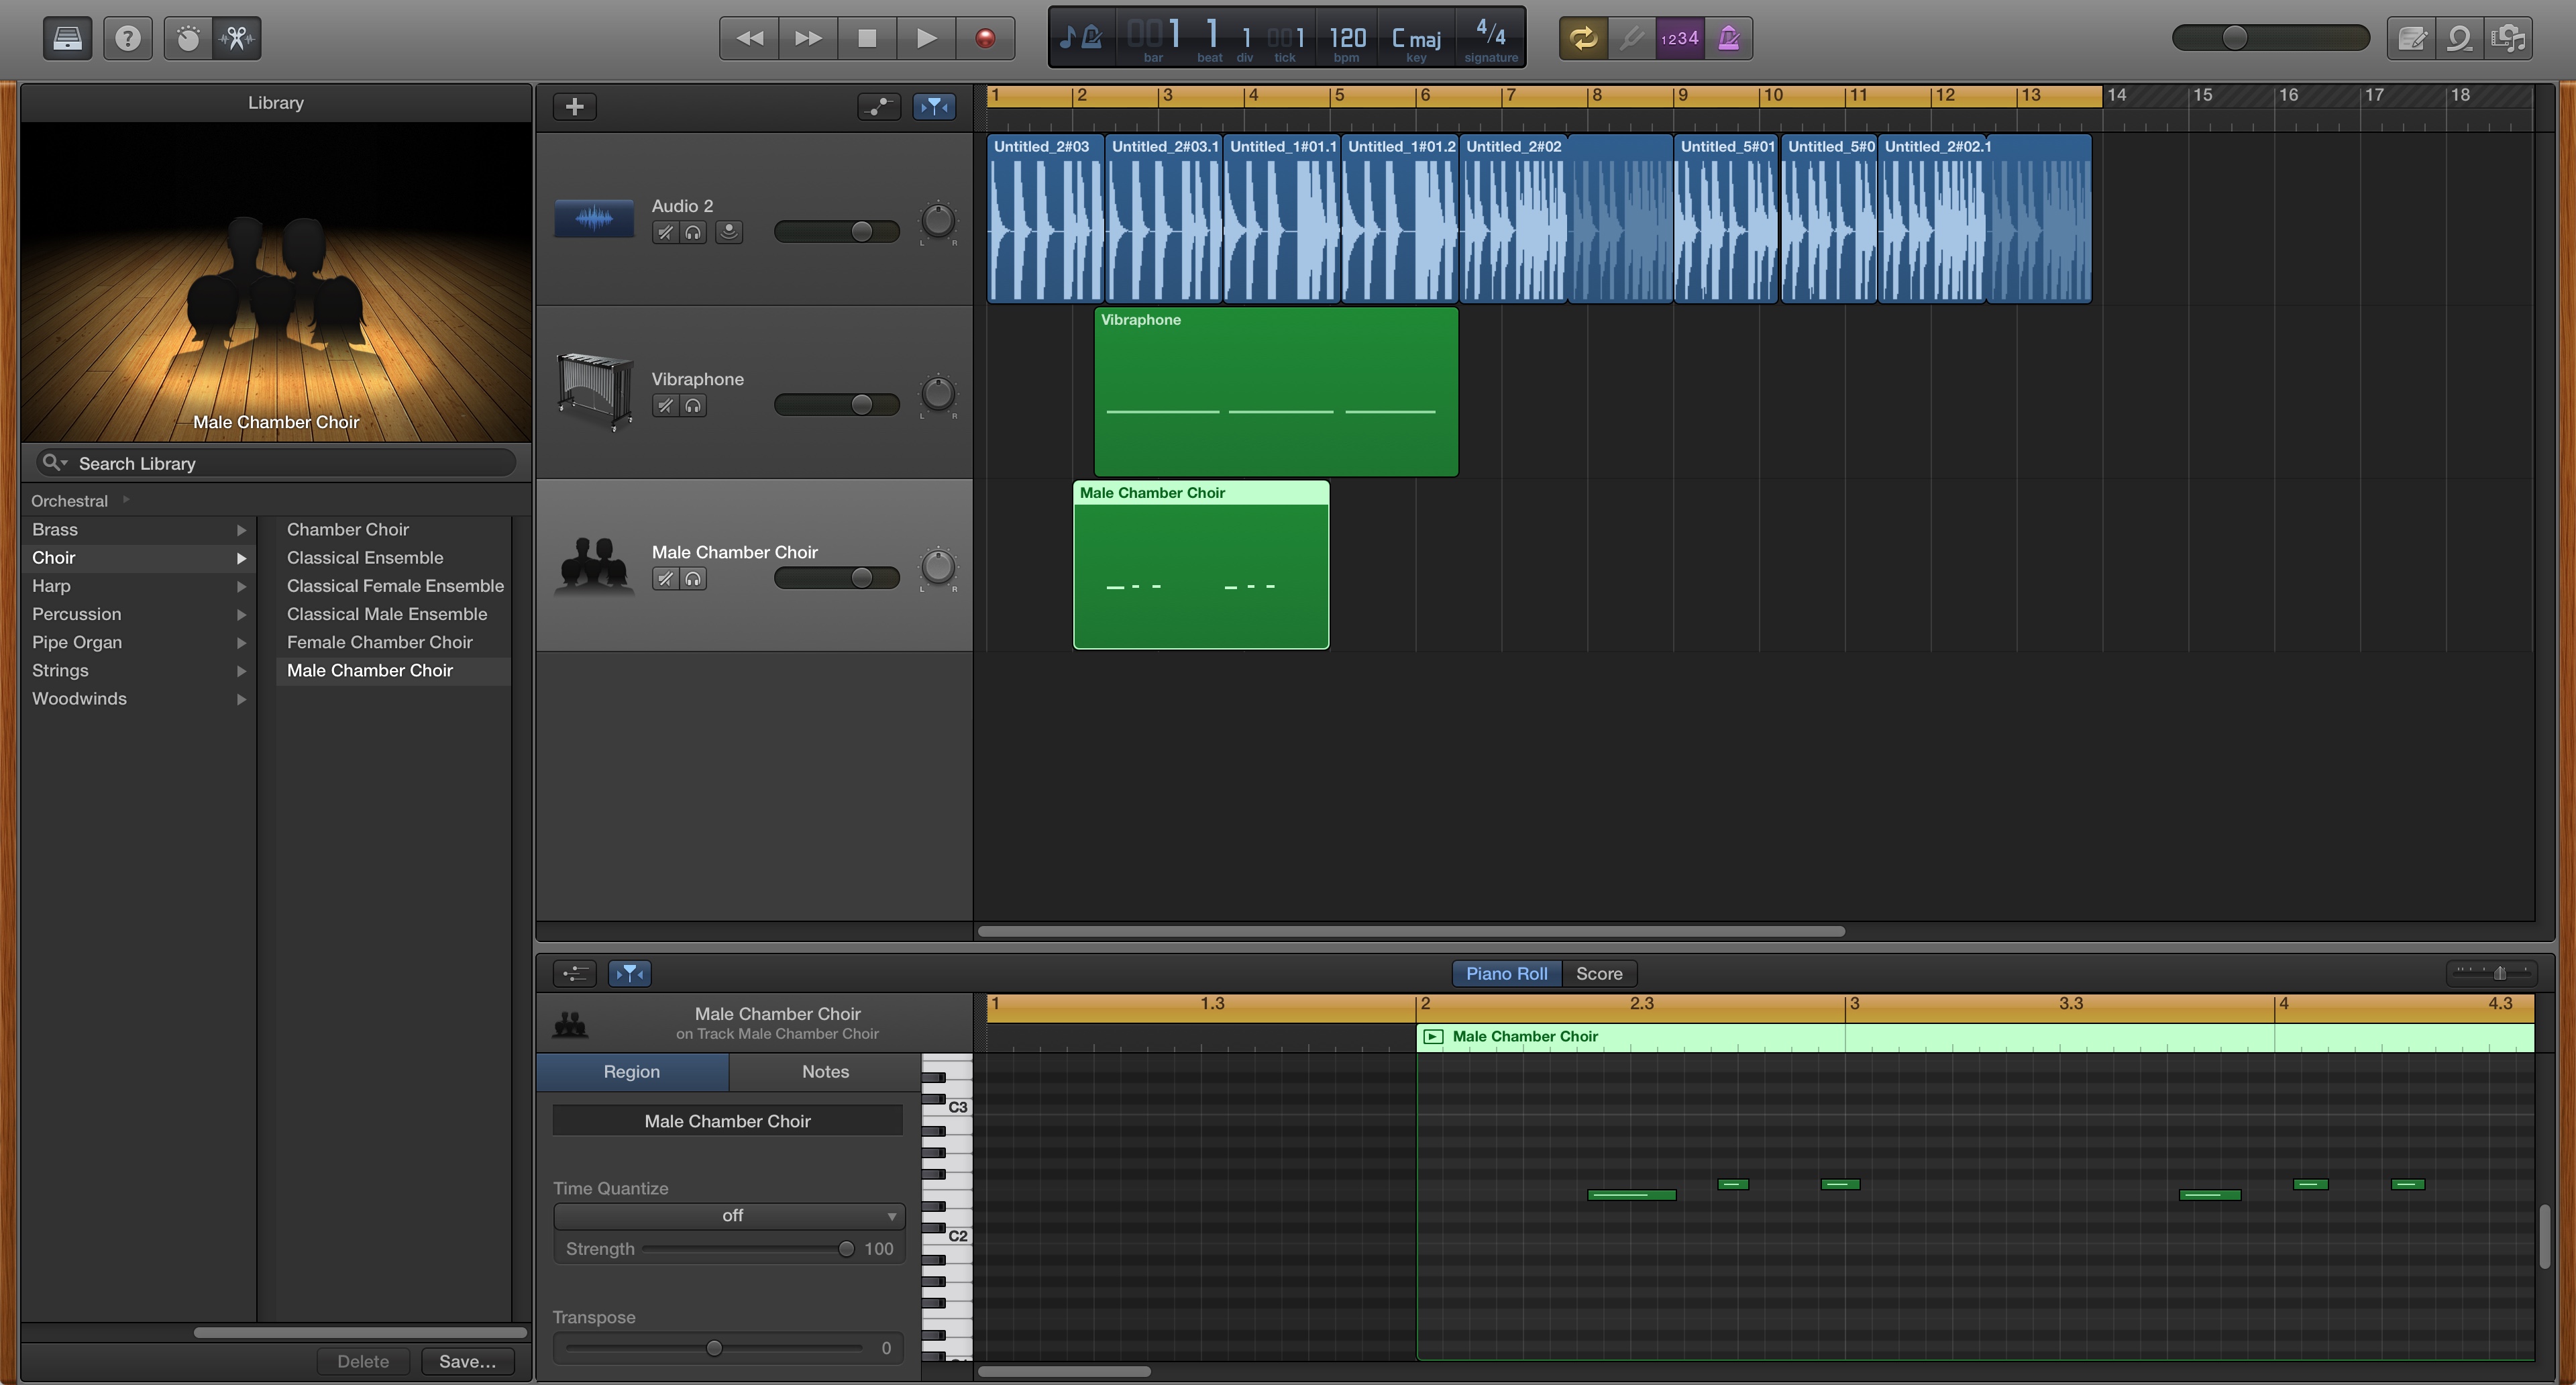 1 1 1 1 120 C maj 4/4
bar beat div tick bpm key signature
1234
Library
Male Chamber Choir
Search Library
Orchestral
Brass
Choir
Harp
Percussion
Pipe Organ
Strings
Woodwinds
Chamber Choir
Classical Ensemble
Classical Female Ensemble
Classical Male Ensemble
Female Chamber Choir
Male Chamber Choir
Delete
Save...
1 2 3 4 5 6 7 8 9 10 11 12 13 14 15 16 17 18
Audio 2
L R
Untitled_2#03 Untitled_2#03.1 Untitled_1#01.1 Untitled_1#01.2 Untitled_2#02 Untitled_5#01 Untitled_5#0 Untitled_2#02.1
Vibraphone
L R
Vibraphone
Male Chamber Choir
L R
Male Chamber Choir
Piano Roll Score
Male Chamber Choir
on Track Male Chamber Choir
1 1.3 2 2.3 3 3.3 4 4.3
Male Chamber Choir
Region Notes
Male Chamber Choir
Time Quantize
off
Strength 100
Transpose
0
C3
C2